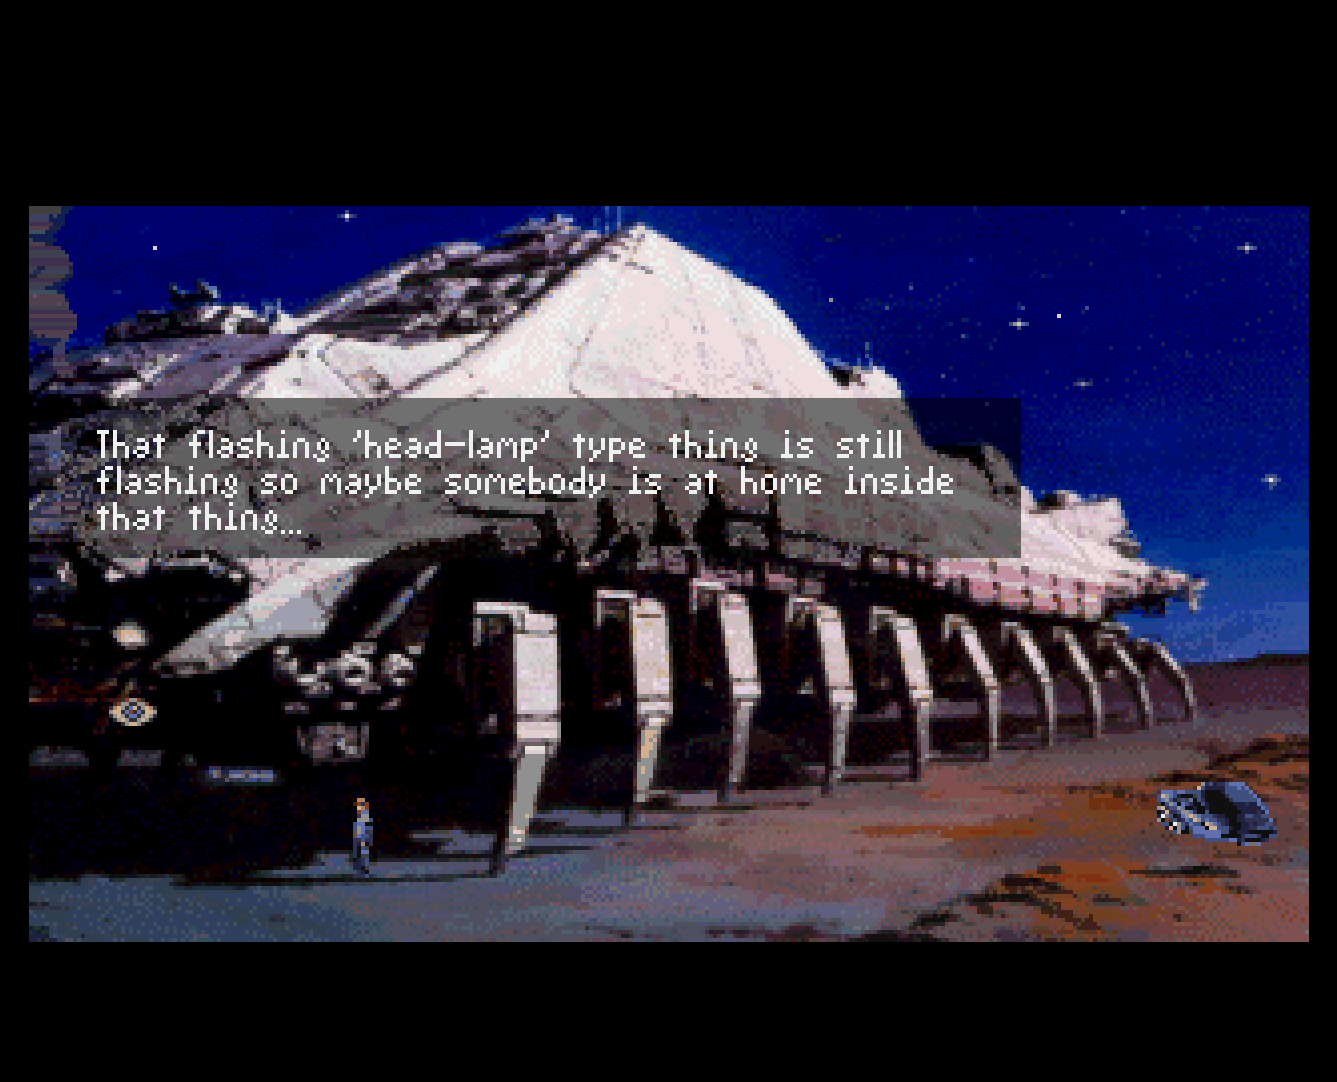 That flashing 'head-lamp' type thing is still
flashing so maybe somebody is at home inside
that thing...